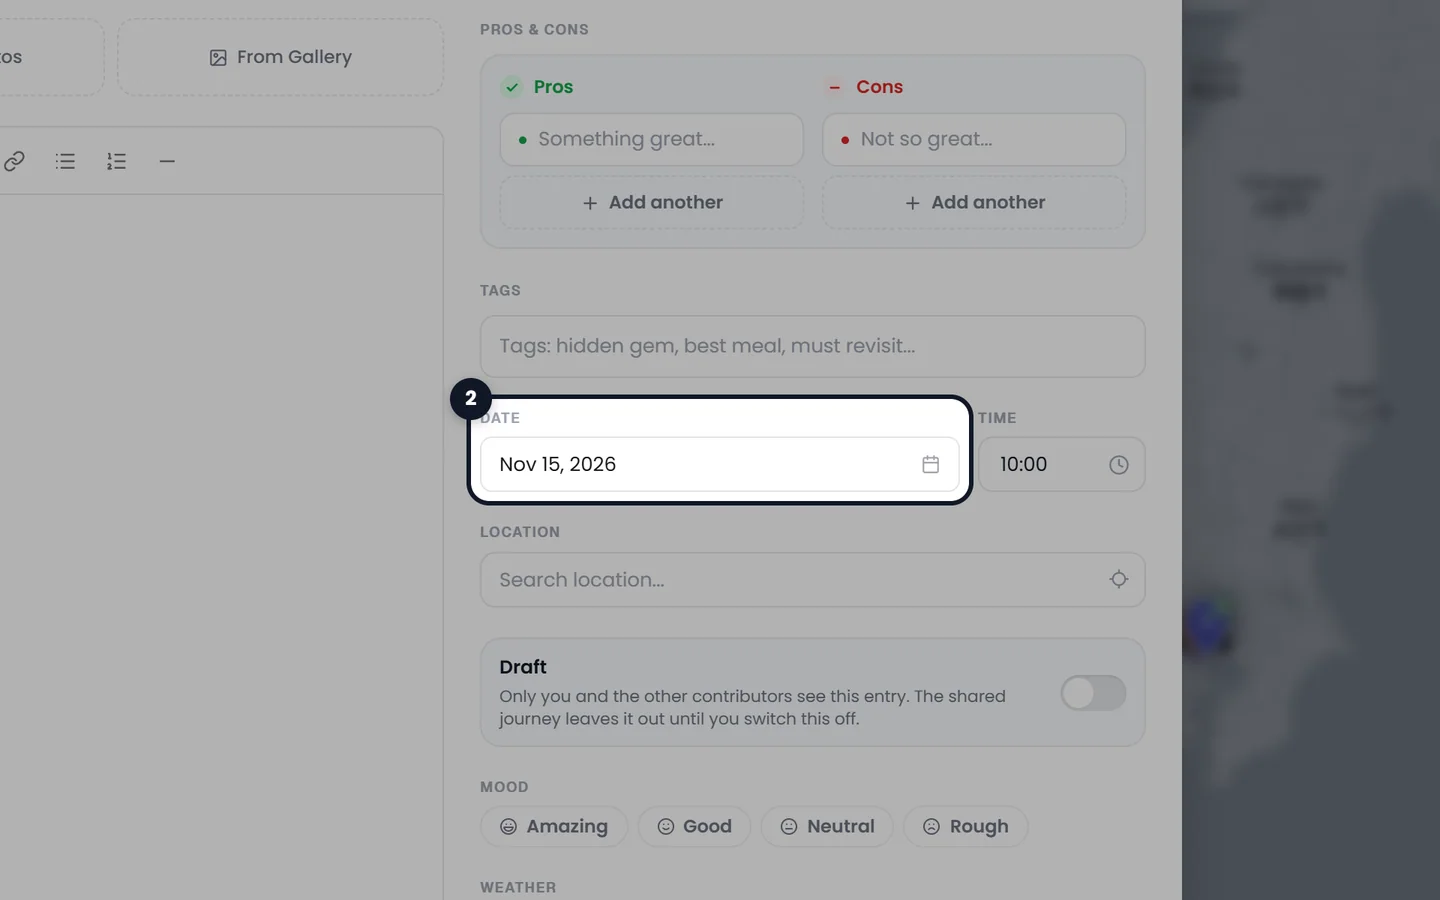 os
From Gallery
PROS & CONS
Pros
Cons
Something great...
Not so great...
Add another
Add another
TAGS
Tags: hidden gem, best meal, must revisit...
2
DATE
TIME
Nov 15, 2026
10:00
LOCATION
Search location...
Draft
Only you and the other contributors see this entry. The shared
journey leaves it out until you switch this off.
MOOD
Amazing
Good
Neutral
Rough
WEATHER